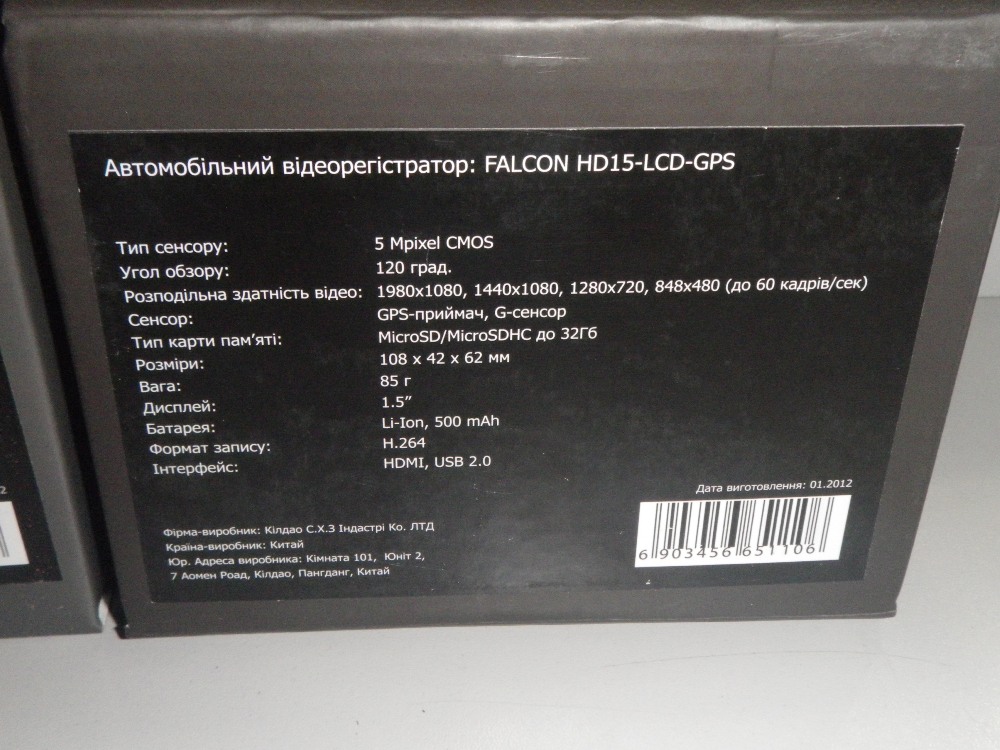 Автомобільний відеорегістратор: FALCON HD15-LCD-GPS
Тип сенсору: 5 Mpixel CMOS
Угол обзору: 120 град.
Розподільна здатність відео: 1980x1080, 1440x1080, 1280x720, 848x480 (до 60 кадрів/сек)
Сенсор: GPS-приймач, G-сенсор
Тип карти пам'яті: MicroSD/MicroSDHC до 32Гб
Розміри: 108 x 42 x 62 мм
Вага: 85 г
Дисплей: 1.5"
Батарея: Li-Ion, 500 mAh
Формат запису: H.264
Інтерфейс: HDMI, USB 2.0
Дата виготовлення: 01.2012
6 903456 651106
Фірма-виробник: Кілдао С.Х.З Індастрі Ко. ЛТД
Країна-виробник: Китай
Юр. Адреса виробника: Кімната 101, Юніт 2,
7 Аомен Роад, Кілдао, Пангданг, Китай
2